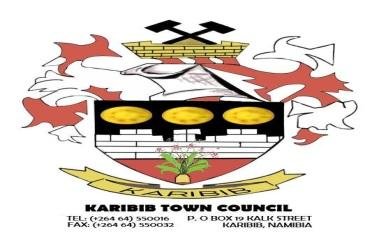 KARIBIB
KARIBIB TOWN COUNCIL
TEL: (+264 64) 550016 P. O BOX 19 KALK STREET
FAX: (+264 64) 550032 KARIBIB, NAMIBIA